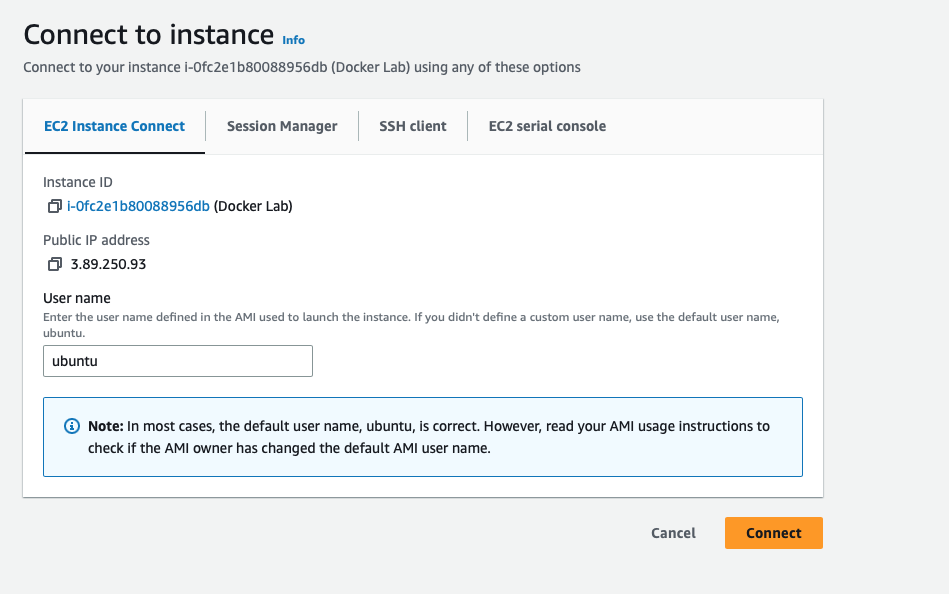 Connect to instance Info
Connect to your instance i-0fc2e1b80088956db (Docker Lab) using any of these options
EC2 Instance Connect
Session Manager
SSH client
EC2 serial console
Instance ID
i-0fc2e1b80088956db (Docker Lab)
Public IP address
3.89.250.93
User name
Enter the user name defined in the AMI used to launch the instance. If you didn't define a custom user name, use the default user name,
ubuntu.
ubuntu
Note: In most cases, the default user name, ubuntu, is correct. However, read your AMI usage instructions to
check if the AMI owner has changed the default AMI user name.
Cancel
Connect